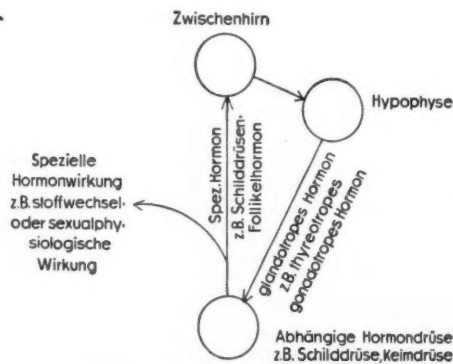 Zwischenhirn
Hypophyse
Spezielle
Hormonwirkung
z.B. stoffwechsel-
oder sexualphy-
siologische
Wirkung
Spez. Hormon
z.B. Schilddrüsen-
Follikelhormon
glandotropes Hormon
z.B. thyreotropes
gonadotropes Hormon
Abhängige Hormondrüse
z.B. Schilddrüse, Keimdrüse